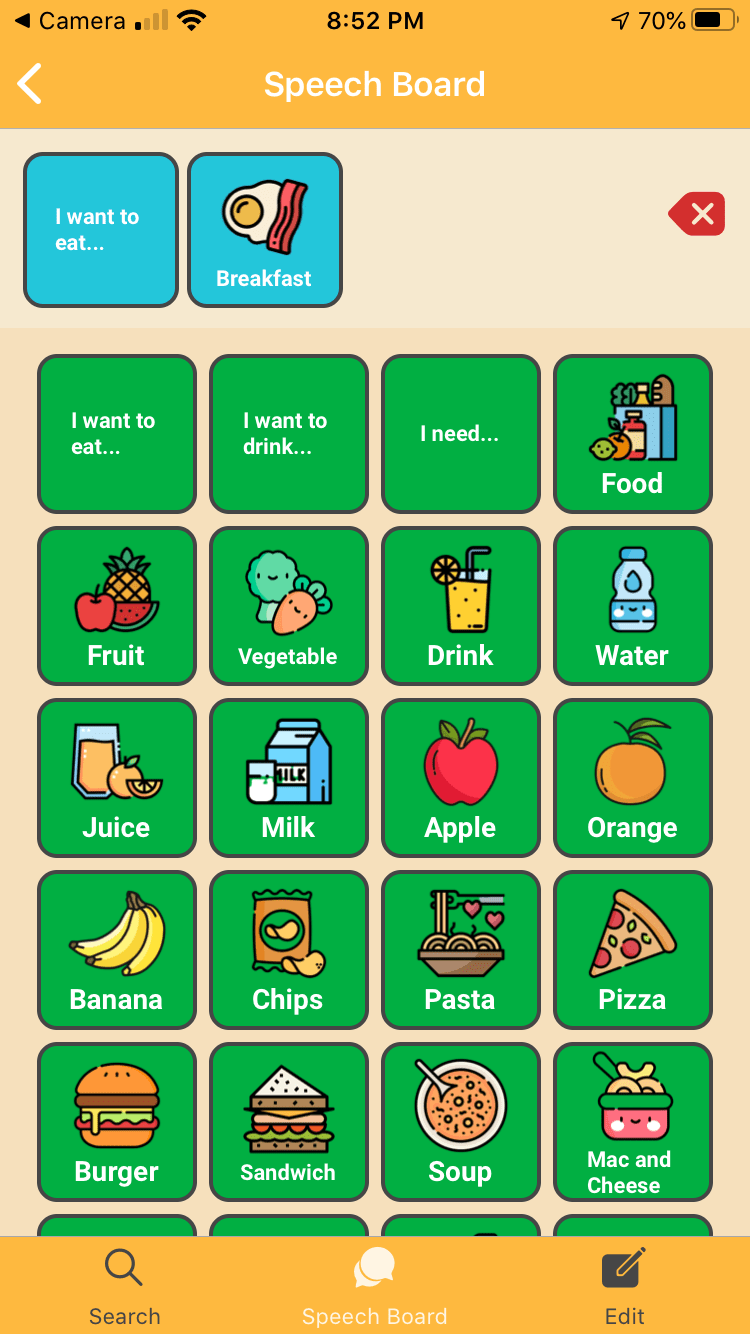 Camera 8:52 PM 70%
Speech Board
I want to
eat...
Breakfast
I want to
eat...
I want to
drink...
I need...
Food
Fruit
Vegetable
Drink
Water
Juice
MILK
Milk
Apple
Orange
Banana
Chips
Pasta
Pizza
Burger
Sandwich
Soup
Mac and
Cheese
Search
Speech Board
Edit